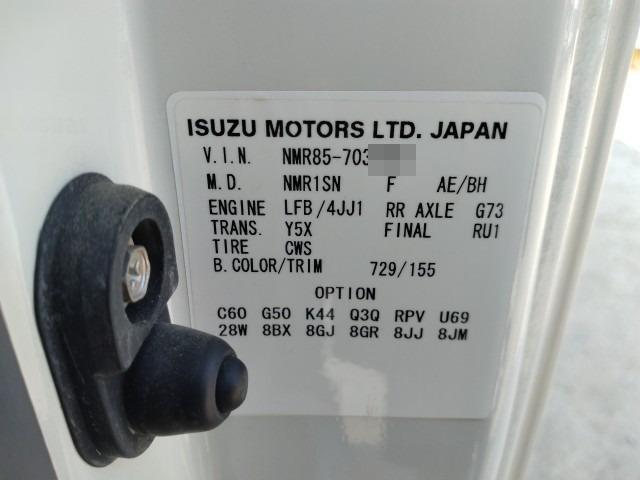 ISUZU MOTORS LTD. JAPAN
V.I.N. NMR85-703
M.D. NMR1SN F AE/BH
ENGINE LFB/4JJ1 RR AXLE G73
TRANS. Y5X FINAL RU1
TIRE CWS
B.COLOR/TRIM 729/155
OPTION
C60 G50 K44 Q3Q RPV U69
28W 8BX 8GJ 8GR 8JJ 8JM